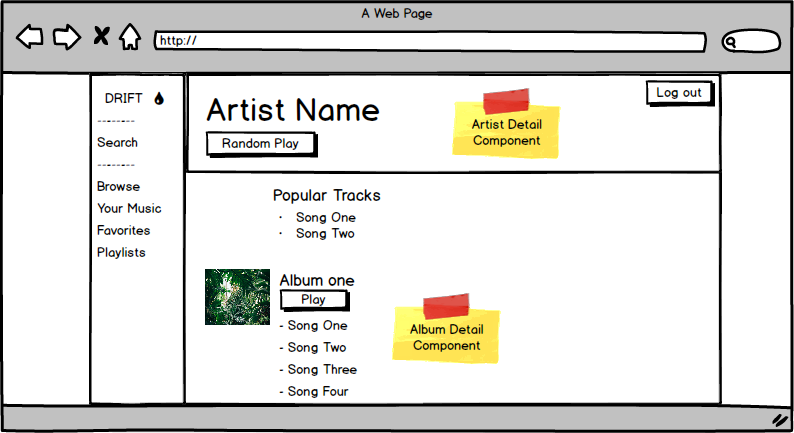 A Web Page
http://
DRIFT
--------
Search
--------
Browse
Your Music
Favorites
Playlists
Artist Name
Random Play
Artist Detail
Component
Log out
Popular Tracks
· Song One
· Song Two
Album one
Play
- Song One
- Song Two
- Song Three
- Song Four
Album Detail
Component